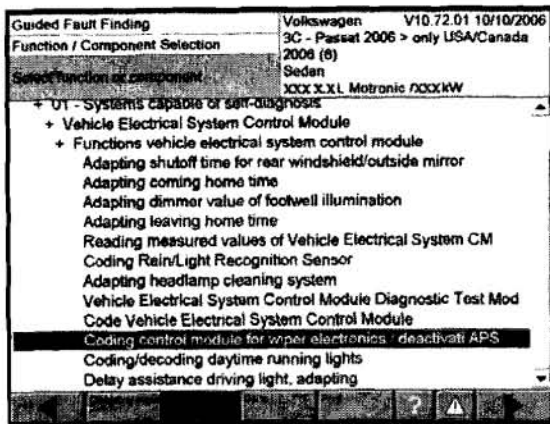 Guided Fault Finding
Function / Component Selection
Select function or component
Volkswagen V10.72.01 10/10/2006
3C - Passat 2006 > only USA/Canada
2006 (6)
Sedan
XXX X.XL Motronic /XXXkW
+ 01 - Systems capable of self-diagnosis
+ Vehicle Electrical System Control Module
+ Functions vehicle electrical system control module
Adapting shutoff time for rear windshield/outside mirror
Adapting coming home time
Adapting dimmer value of footwell illumination
Adapting leaving home time
Reading measured values of Vehicle Electrical System CM
Coding Rain/Light Recognition Sensor
Adapting headlamp cleaning system
Vehicle Electrical System Control Module Diagnostic Test Mod
Code Vehicle Electrical System Control Module
Coding control module for wiper electronics : deactivati APS
Coding/decoding daytime running lights
Delay assistance driving light, adapting
?